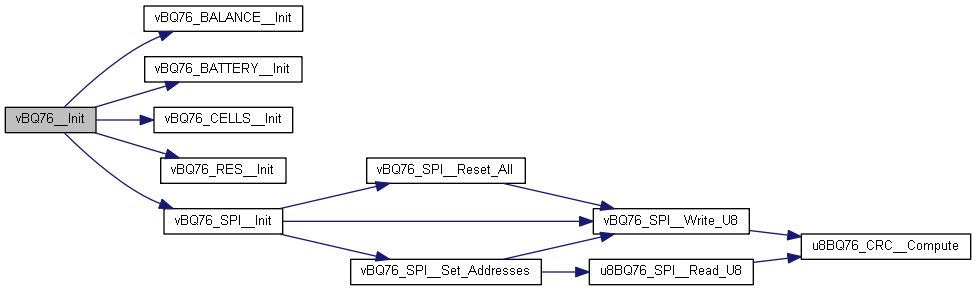 vBQ76_BALANCE__Init
vBQ76_BATTERY__Init
vBQ76__Init
vBQ76_CELLS__Init
vBQ76_RES__Init
vBQ76_SPI__Reset_All
vBQ76_SPI__Init
vBQ76_SPI__Write_U8
u8BQ76_CRC__Compute
vBQ76_SPI__Set_Addresses
u8BQ76_SPI__Read_U8